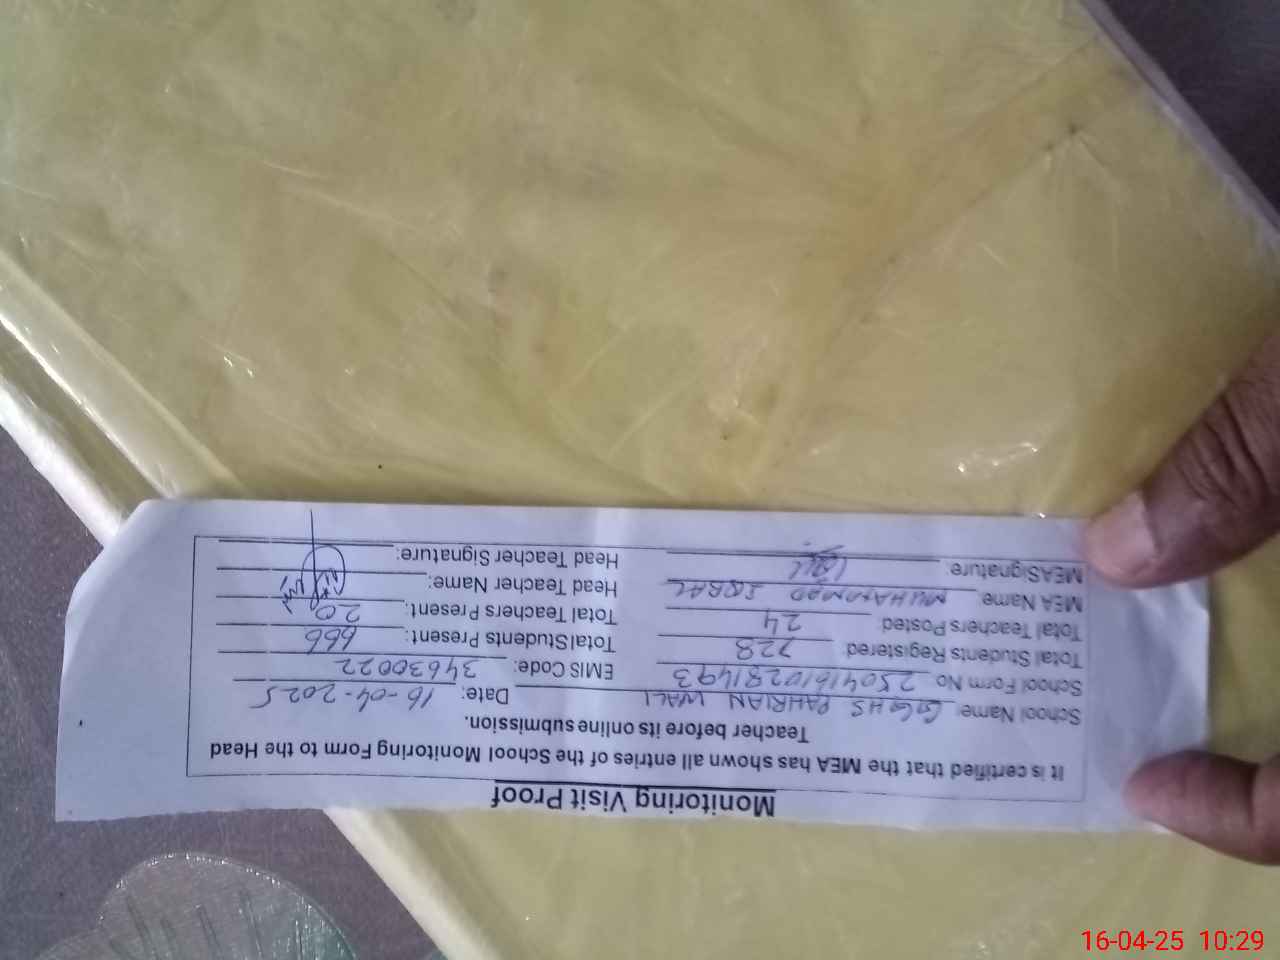 Monitoring Visit Proof
It is certified that the MEA has shown all entries of the School Monitoring Form to the Head
Teacher before its online submission.
School Name: GGHS PAHRIAN WALI Date: 16-04-2025
School Form No. 25041610281493 EMIS Code: 34630022
Total Students Registered 728 Total Students Present: 666
Total Teachers Posted 24 Total Teachers Present: 20
MEA Name: MUHAMMAD IQBAL Head Teacher Name:
MEASignature: Head Teacher Signature:
16-04-25 10:29